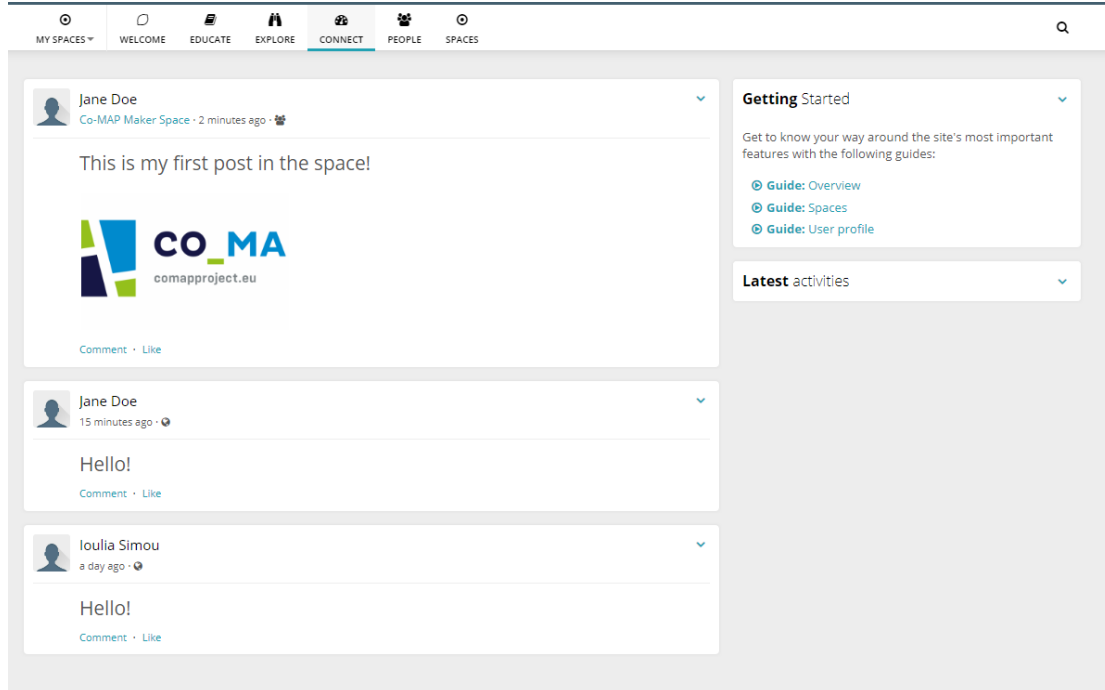 MY SPACES
WELCOME
EDUCATE
EXPLORE
CONNECT
PEOPLE
SPACES
Jane Doe
Co-MAP Maker Space · 2 minutes ago ·
This is my first post in the space!
CO_MA
comapproject.eu
Comment · Like
Jane Doe
15 minutes ago ·
Hello!
Comment · Like
Ioulia Simou
a day ago ·
Hello!
Comment · Like
Getting Started
Get to know your way around the site's most important
features with the following guides:
Guide: Overview
Guide: Spaces
Guide: User profile
Latest activities